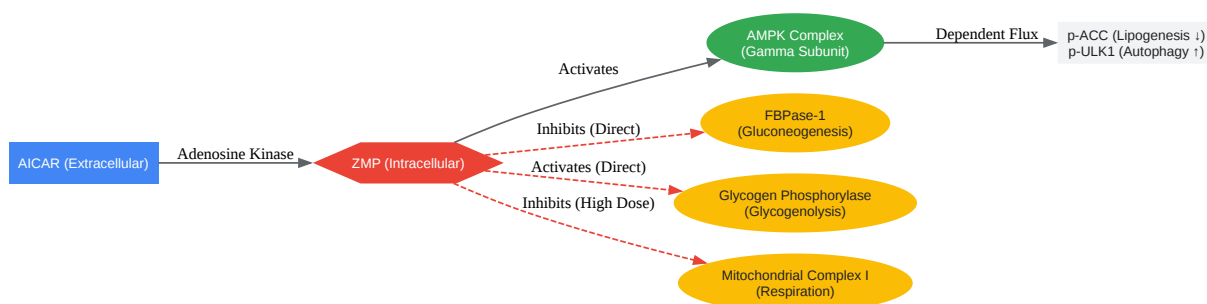 AICAR (Extracellular)
Adenosine Kinase
ZMP (Intracellular)
Activates
AMPK Complex
(Gamma Subunit)
Dependent Flux
p-ACC (Lipogenesis ↓)
p-ULK1 (Autophagy ↑)
Inhibits (Direct)
FBPase-1
(Gluconeogenesis)
Activates (Direct)
Glycogen Phosphorylase
(Glycogenolysis)
Inhibits (High Dose)
Mitochondrial Complex I
(Respiration)